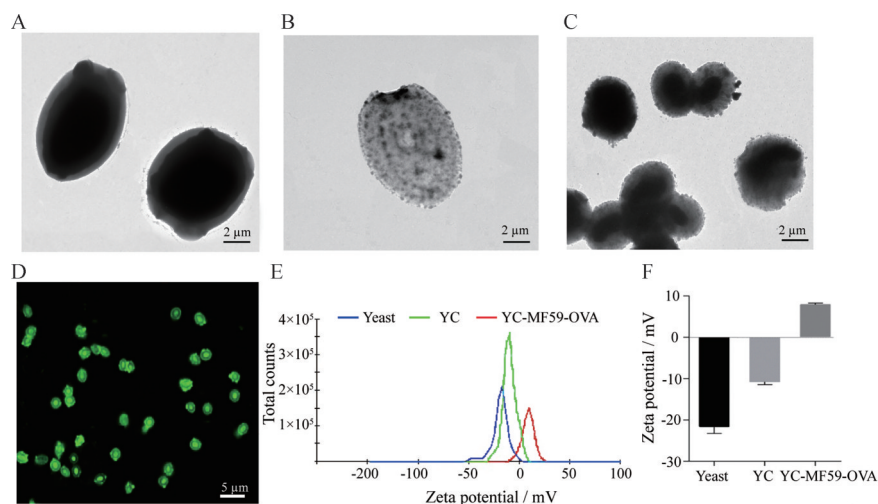 A
B
C
2 µm
2 µm
2 µm
D
E
F
5 µm
Yeast
YC
YC-MF59-OVA
Total counts
4×10⁵
3×10⁵
2×10⁵
1×10⁵
-200
-100
-50
0
50
100
Zeta potential / mV
Zeta potential / mV
10
0
-10
-20
-30
Yeast
YC
YC-MF59-OVA